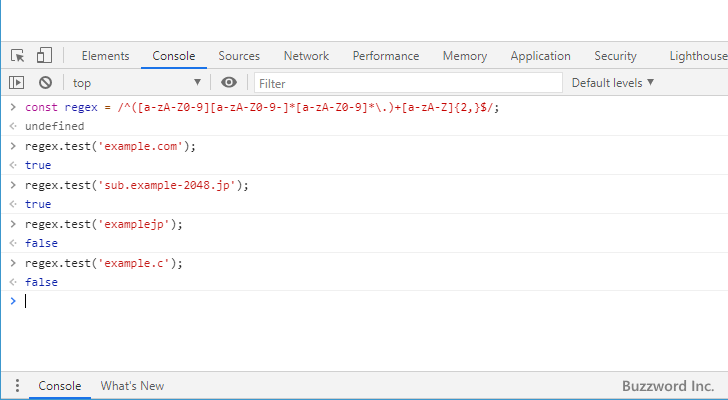 Elements Console Sources Network Performance Memory Application Security Lighthouse
top ▼ Filter Default levels ▼
> const regex = /^([a-zA-Z0-9][a-zA-Z0-9-]*[a-zA-Z0-9]*\.)+[a-zA-Z]{2,}$/;
undefined
> regex.test('example.com');
true
> regex.test('sub.example-2048.jp');
true
> regex.test('examplejp');
false
> regex.test('example.c');
false
>
Console What's New Buzzword Inc.